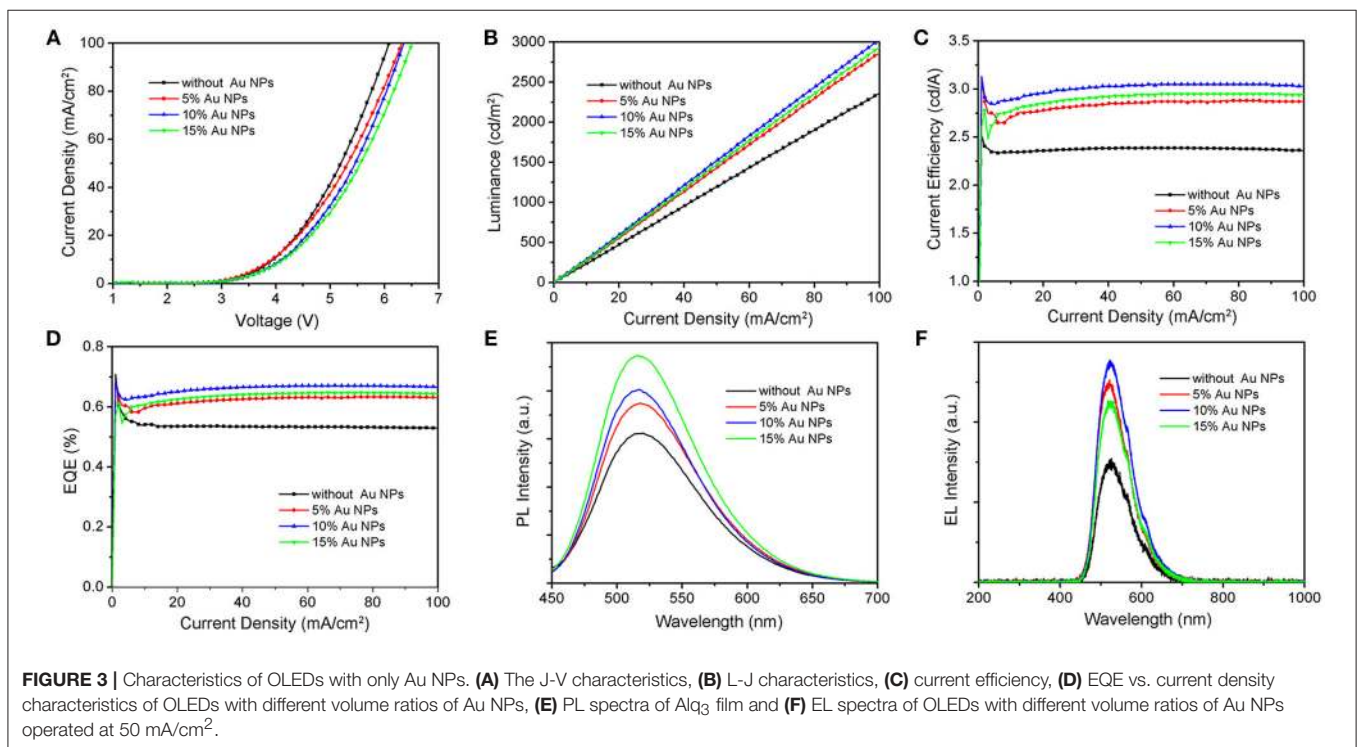 A
Current Density (mA/cm²)
100
80
60
40
20
0
without Au NPs
5% Au NPs
10% Au NPs
15% Au NPs
1 2 3 4 5 6 7
Voltage (V)
B
Luminance (cd/m²)
3000
2500
2000
1500
1000
500
0
without Au NPs
5% Au NPs
10% Au NPs
15% Au NPs
0 20 40 60 80 100
Current Density (mA/cm²)
C
Current Efficiency (cd/A)
3.5
3.0
2.5
2.0
1.5
1.0
without Au NPs
5% Au NPs
10% Au NPs
15% Au NPs
0 20 40 60 80 100
Current Density (mA/cm²)
D
EQE (%)
0.8
0.6
0.4
0.2
0.0
without Au NPs
5% Au NPs
10% Au NPs
15% Au NPs
0 20 40 60 80 100
Current Density (mA/cm²)
E
PL Intensity (a.u.)
without Au NPs
5% Au NPs
10% Au NPs
15% Au NPs
450 500 550 600 650 700
Wavelength (nm)
F
EL Intensity (a.u.)
without Au NPs
5% Au NPs
10% Au NPs
15% Au NPs
200 400 600 800 1000
Wavelength (nm)
FIGURE 3 | Characteristics of OLEDs with only Au NPs. (A) The J-V characteristics, (B) L-J characteristics, (C) current efficiency, (D) EQE vs. current density
characteristics of OLEDs with different volume ratios of Au NPs, (E) PL spectra of Alq₃ film and (F) EL spectra of OLEDs with different volume ratios of Au NPs
operated at 50 mA/cm².